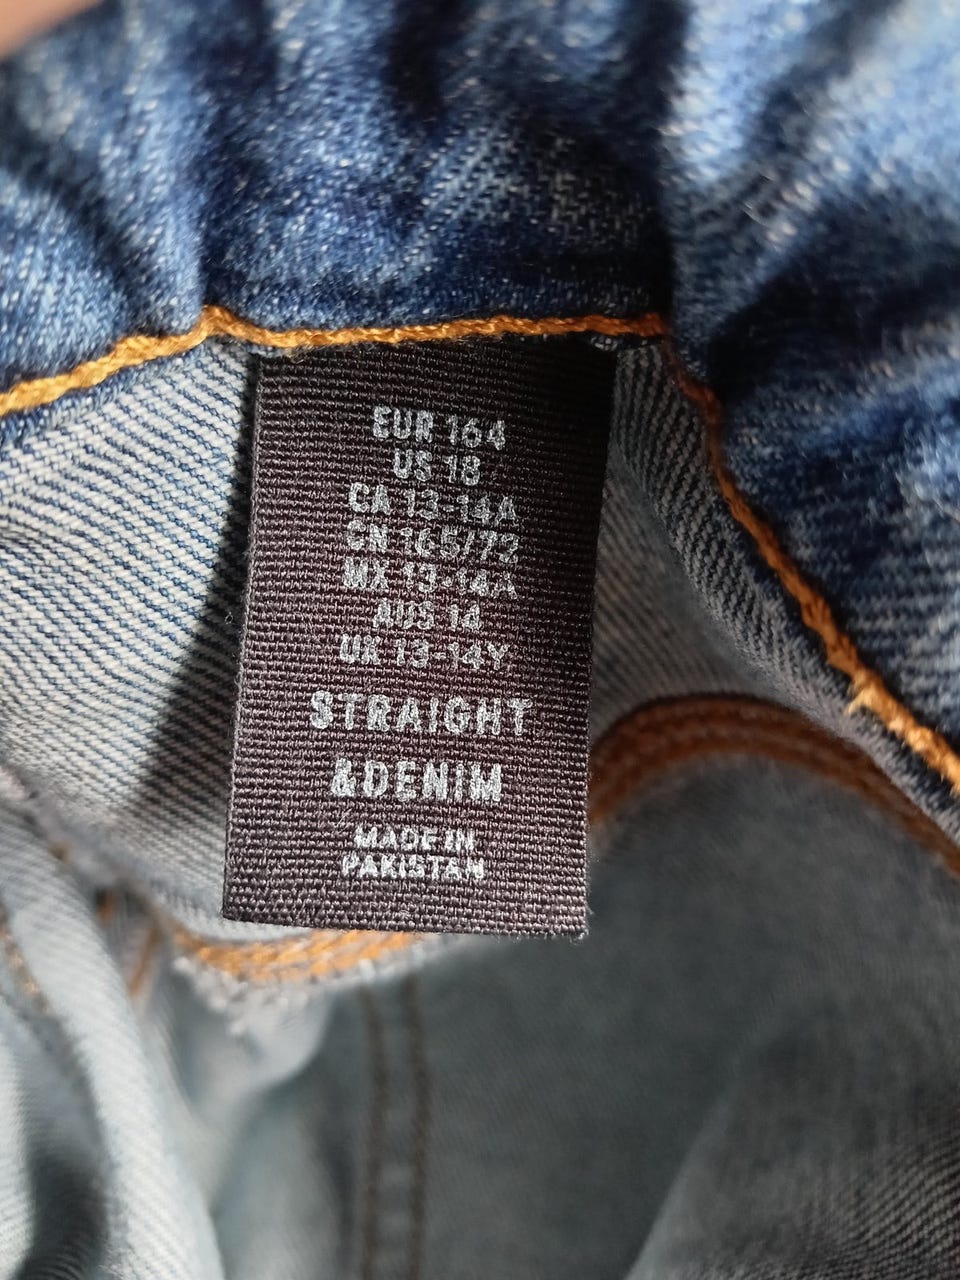 EUR 164
US 18
CA 13-14A
CN 165/72
MX 13-14A
AUS 14
UK 13-14Y
STRAIGHT
&DENIM
MADE IN
PAKISTAN